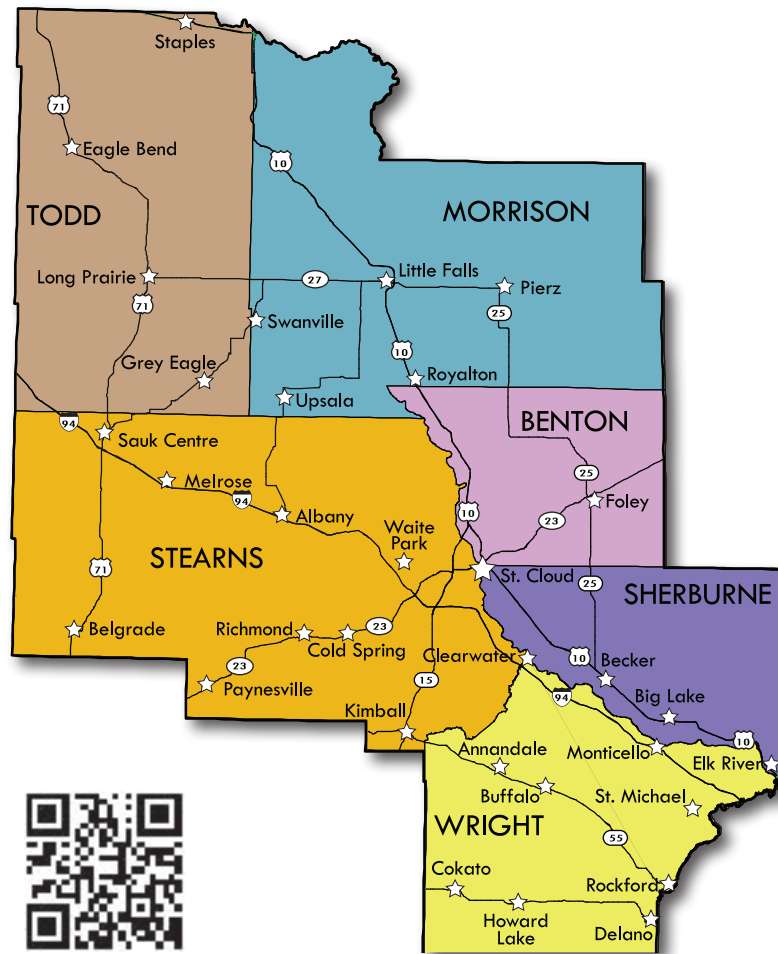 Staples
71
Eagle Bend
10
TODD
MORRISON
Long Prairie
27
Little Falls
Pierz
71
25
Swanville
10
Grey Eagle
Royalton
Upsala
BENTON
94
Sauk Centre
25
Melrose
94
Foley
Albany
10
23
Waite
Park
STEARNS
71
St. Cloud
25
SHERBURNE
Belgrade
Richmond
23
Cold Spring
Clearwater
10
23
Becker
15
Paynesville
94
Big Lake
Kimball
10
Annandale
Monticello
Elk River
Buffalo
St. Michael
WRIGHT
55
Cokato
Rockford
Howard
Lake
Delano